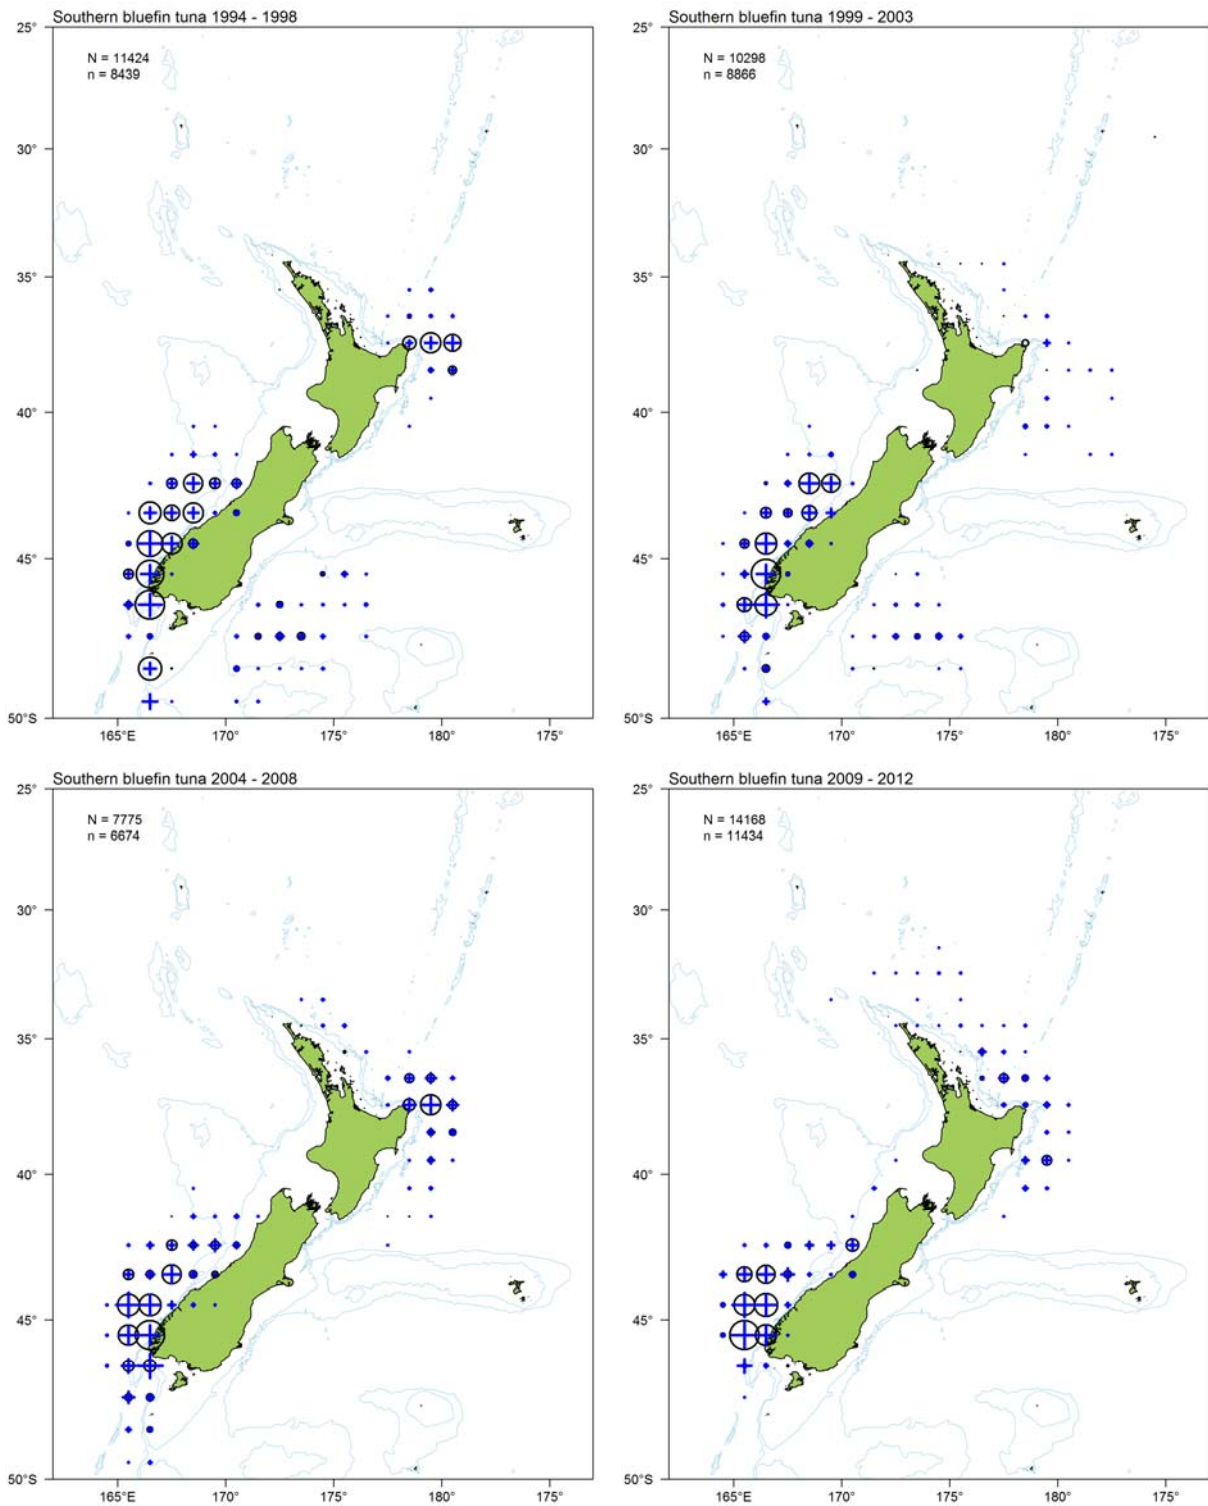 Southern bluefin tuna 1994 - 1998
25°
N = 11424
n = 8439
30°
35°
40°
45°
50°S
165°E 170° 175° 180° 175°
Southern bluefin tuna 1999 - 2003
25°
N = 10298
n = 8866
30°
35°
40°
45°
50°S
165°E 170° 175° 180° 175°
Southern bluefin tuna 2004 - 2008
25°
N = 7775
n = 6674
30°
35°
40°
45°
50°S
165°E 170° 175° 180° 175°
Southern bluefin tuna 2009 - 2012
25°
N = 14168
n = 11434
30°
35°
40°
45°
50°S
165°E 170° 175° 180° 175°